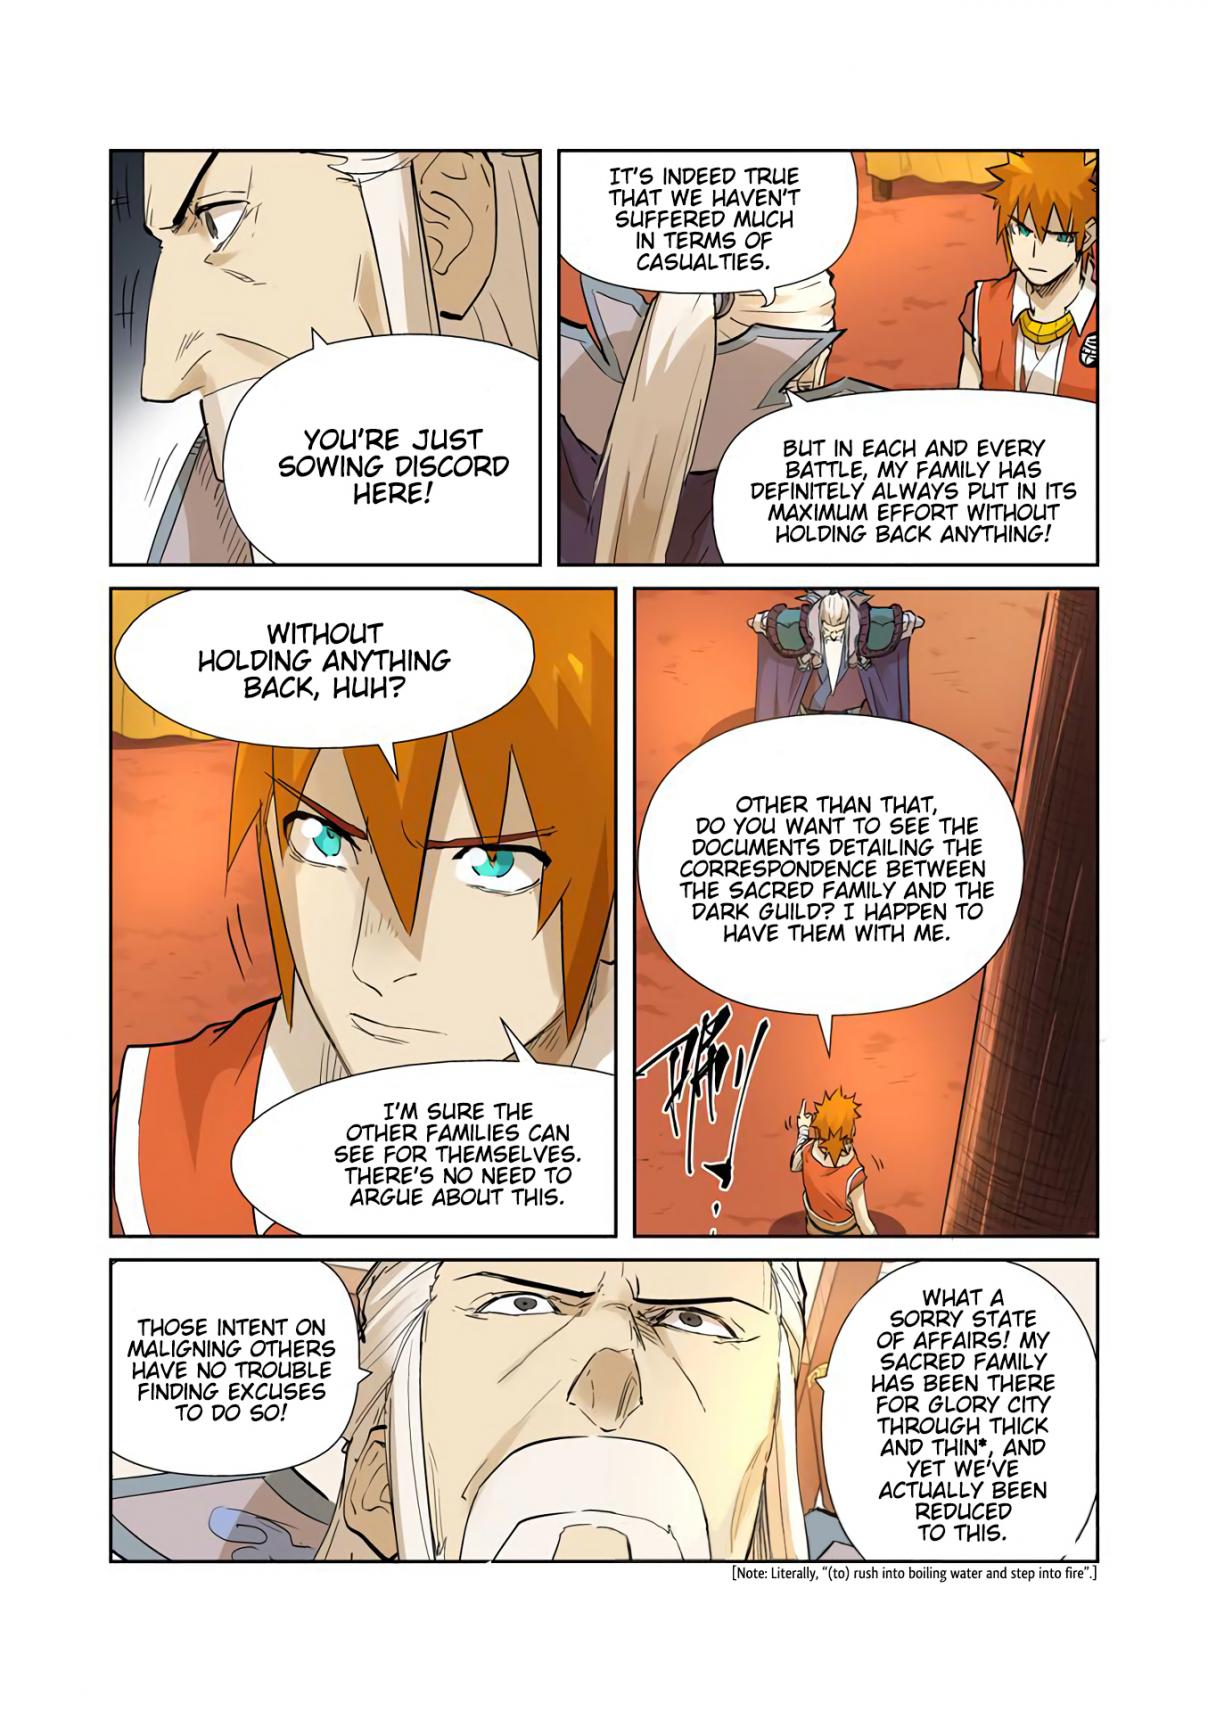 YOU'RE JUST
SOWING DISCORD
HERE!
IT'S INDEED TRUE
THAT WE HAVEN'T
SUFFERED MUCH
IN TERMS OF
CASUALTIES.
BUT IN EACH AND EVERY
BATTLE, MY FAMILY HAS
DEFINITELY ALWAYS PUT IN ITS
MAXIMUM EFFORT WITHOUT
HOLDING BACK ANYTHING!
WITHOUT
HOLDING ANYTHING
BACK, HUH?
I'M SURE THE
OTHER FAMILIES CAN
SEE FOR THEMSELVES.
THERE'S NO NEED TO
ARGUE ABOUT THIS.
OTHER THAN THAT,
DO YOU WANT TO SEE THE
DOCUMENTS DETAILING THE
CORRESPONDENCE BETWEEN
THE SACRED FAMILY AND THE
DARK GUILD? I HAPPEN TO
HAVE THEM WITH ME.
THOSE INTENT ON
MALIGNING OTHERS
HAVE NO TROUBLE
FINDING EXCUSES
TO DO SO!
WHAT A
SORRY STATE
OF AFFAIRS! MY
SACRED FAMILY
HAS BEEN THERE
FOR GLORY CITY
THROUGH THICK
AND THIN*, AND
YET WE'VE
ACTUALLY BEEN
REDUCED
TO THIS.
[Note: Literally, "(to) rush into boiling water and step into fire".]